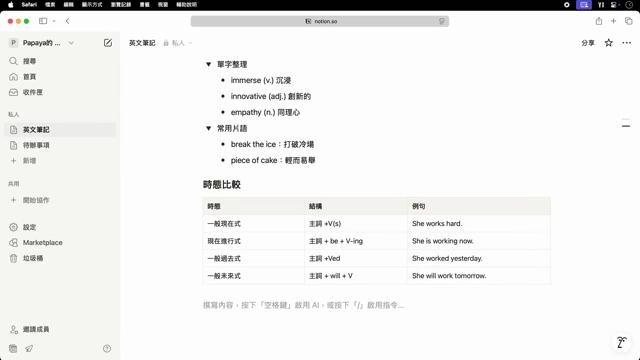 Safari 檔案 編輯 顯示方式 瀏覽記錄 書籤 視窗 輔助說明
notion.so
P Papaya的 ...
英文筆記 私人
分享
搜尋
首頁
收件匣
私人
英文筆記
待辦事項
新增
共用
開始協作
設定
Marketplace
垃圾桶
邀請成員
單字整理
immerse (v.) 沉浸
innovative (adj.) 創新的
empathy (n.) 同理心
常用片語
break the ice：打破冷場
piece of cake：輕而易舉
時態比較
時態 結構 例句
一般現在式 主詞 +V(s) She works hard.
現在進行式 主詞 + be + V-ing She is working now.
一般過去式 主詞 +Ved She worked yesterday.
一般未來式 主詞 + will + V She will work tomorrow.
撰寫內容，按下「空格鍵」啟用 AI，或按下「/」啟用指令...